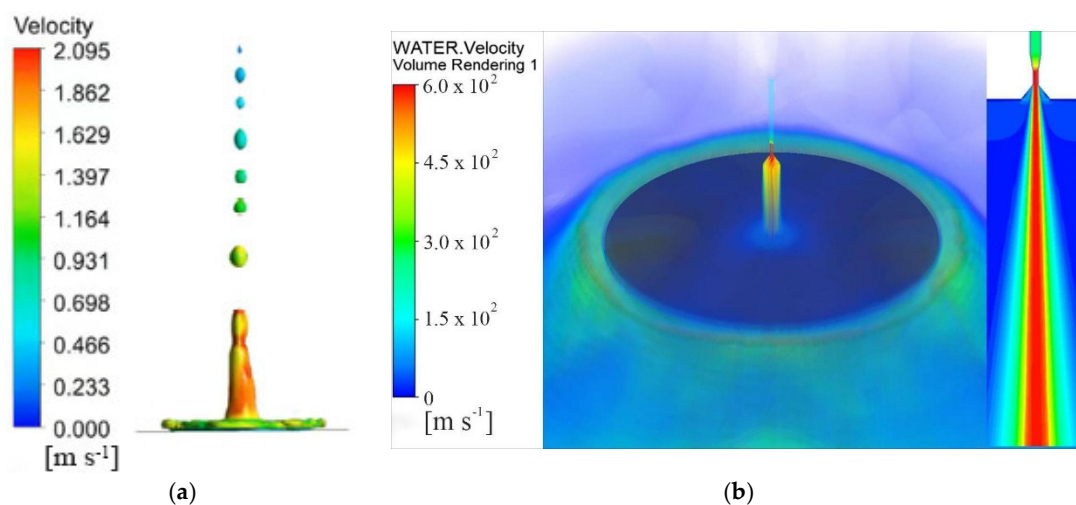 Velocity
2.095
1.862
1.629
1.397
1.164
0.931
0.698
0.466
0.233
0.000
[m s⁻¹]
(a)
WATER.Velocity
Volume Rendering 1
6.0 x 10²
4.5 x 10²
3.0 x 10²
1.5 x 10²
0
[m s⁻¹]
(b)